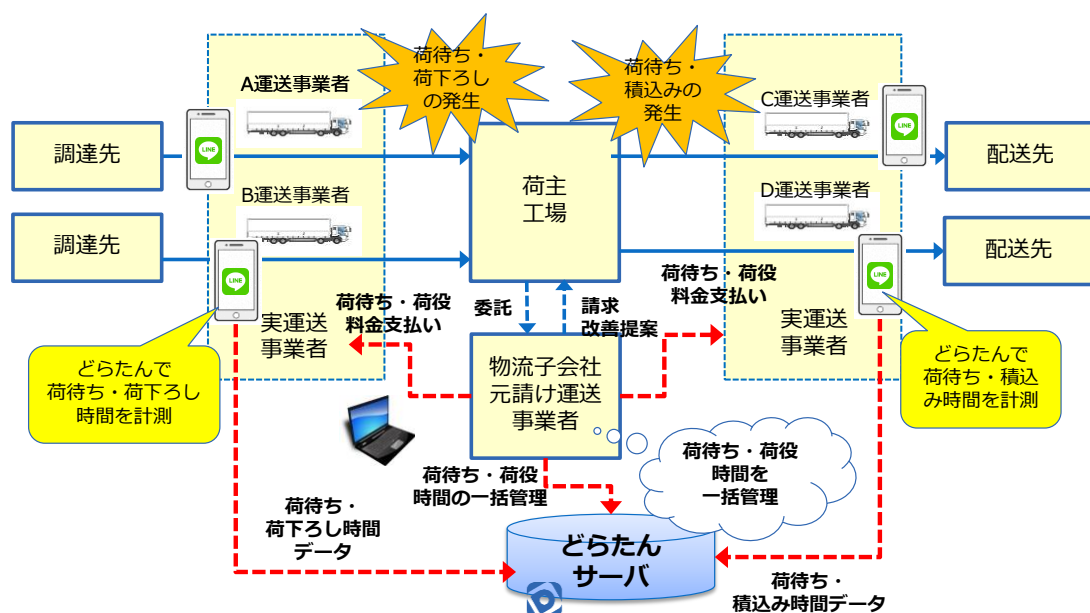 荷待ち・
荷下ろし
の発生
荷待ち・
積込みの
発生
A運送事業者
C運送事業者
LINE
LINE
調達先
荷主
工場
配送先
B運送事業者
D運送事業者
調達先
配送先
LINE
LINE
荷待ち・荷役
料金支払い
委託
請求
改善提案
荷待ち・荷役
料金支払い
実運送
事業者
実運送
事業者
どらたんで
荷待ち・荷下ろし
時間を計測
物流子会社
元請け運送
事業者
どらたんで
荷待ち・積込
み時間を計測
荷待ち・荷役
時間の一括管理
荷待ち・荷役
時間を
一括管理
荷待ち・
荷下ろし時間
データ
どらたん
サーバ
荷待ち・
積込み時間データ